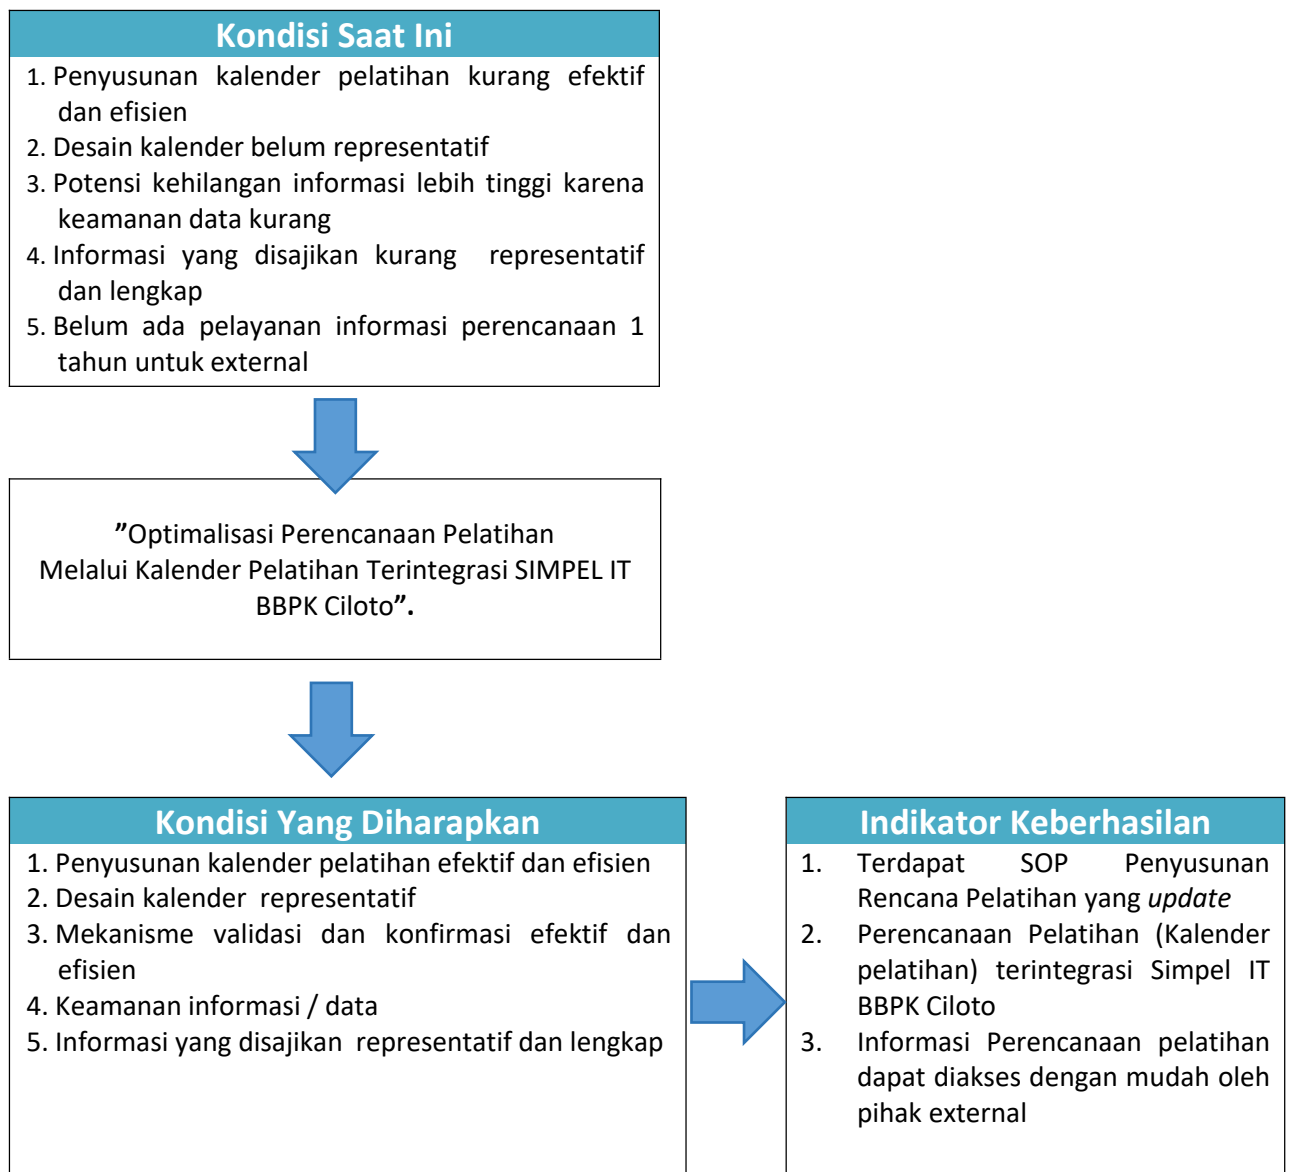 Kondisi Saat Ini
1. Penyusunan kalender pelatihan kurang efektif
dan efisien
2. Desain kalender belum representatif
3. Potensi kehilangan informasi lebih tinggi karena
keamanan data kurang
4. Informasi yang disajikan kurang representatif
dan lengkap
5. Belum ada pelayanan informasi perencanaan 1
tahun untuk external
”Optimalisasi Perencanaan Pelatihan
Melalui Kalender Pelatihan Terintegrasi SIMPEL IT
BBPK Ciloto”.
Kondisi Yang Diharapkan
1. Penyusunan kalender pelatihan efektif dan efisien
2. Desain kalender representatif
3. Mekanisme validasi dan konfirmasi efektif dan
efisien
4. Keamanan informasi / data
5. Informasi yang disajikan representatif dan lengkap
Indikator Keberhasilan
1. Terdapat SOP Penyusunan
Rencana Pelatihan yang update
2. Perencanaan Pelatihan (Kalender
pelatihan) terintegrasi Simpel IT
BBPK Ciloto
3. Informasi Perencanaan pelatihan
dapat diakses dengan mudah oleh
pihak external